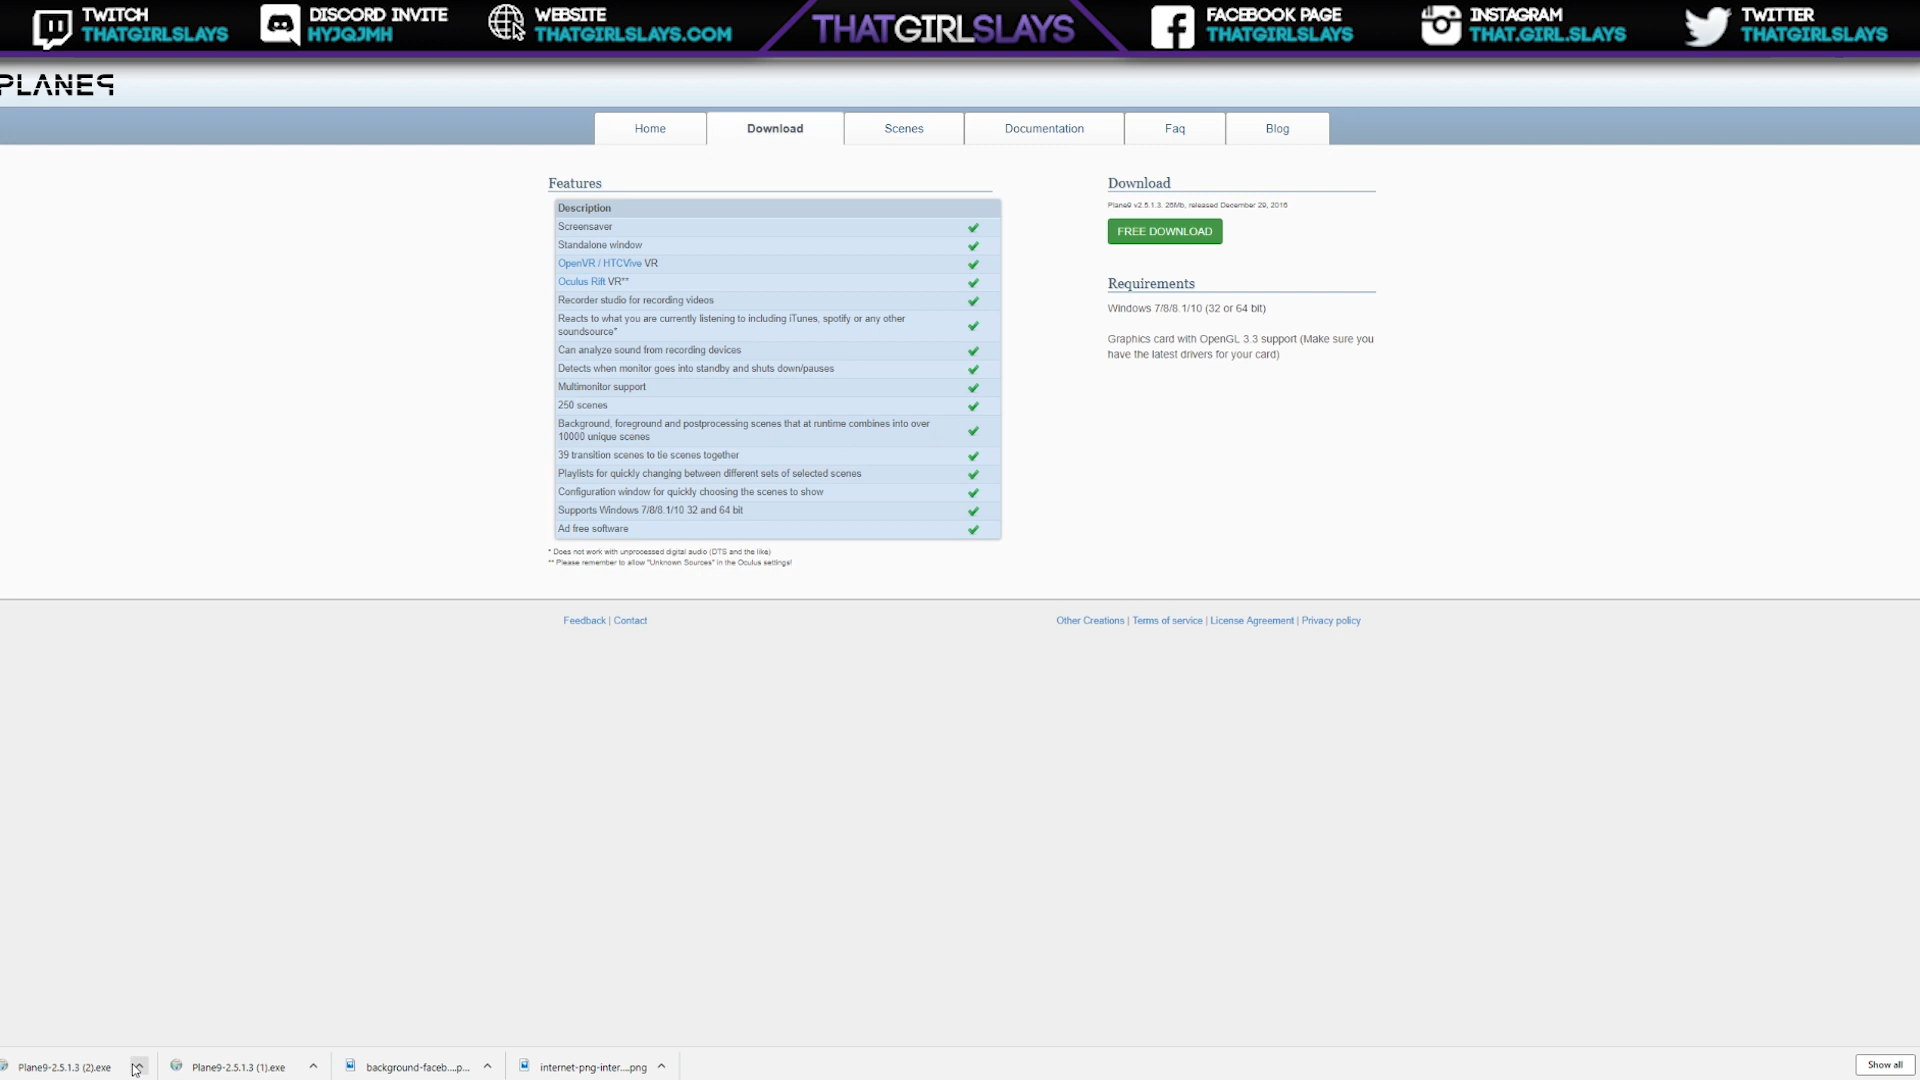 TWITCH
THATGIRLSLAYS
DISCORD INVITE
HYJQJMH
WEBSITE
THATGIRLSLAYS.COM
THATGIRLSLAYS
FACEBOOK PAGE
THATGIRLSLAYS
INSTAGRAM
THAT.GIRL.SLAYS
TWITTER
THATGIRLSLAYS
PLANE9
Home
Download
Scenes
Documentation
Faq
Blog
Features
Description
Screensaver
Standalone window
OpenVR / HTCVive VR
Oculus Rift VR**
Recorder studio for recording videos
Reacts to what you are currently listening to including iTunes, spotify or any other
soundsource*
Can analyze sound from recording devices
Detects when monitor goes into standby and shuts down/pauses
Multimonitor support
250 scenes
Background, foreground and postprocessing scenes that at runtime combines into over
10000 unique scenes
39 transition scenes to tie scenes together
Playlists for quickly changing between different sets of selected scenes
Configuration window for quickly choosing the scenes to show
Supports Windows 7/8/8.1/10 32 and 64 bit
Ad free software
* Does not work with unprocessed digital audio (DTS and the like)
** Please remember to allow "Unknown Sources" in the Oculus settings!
Download
Plane9 v2.5.1.3. 26Mb, released December 29, 2016
FREE DOWNLOAD
Requirements
Windows 7/8/8.1/10 (32 or 64 bit)
Graphics card with OpenGL 3.3 support (Make sure you
have the latest drivers for your card)
Feedback | Contact
Other Creations | Terms of service | License Agreement | Privacy policy
Plane9-2.5.1.3 (2).exe
Plane9-2.5.1.3 (1).exe
background-faceb....p...
internet-png-inter....png
Show all